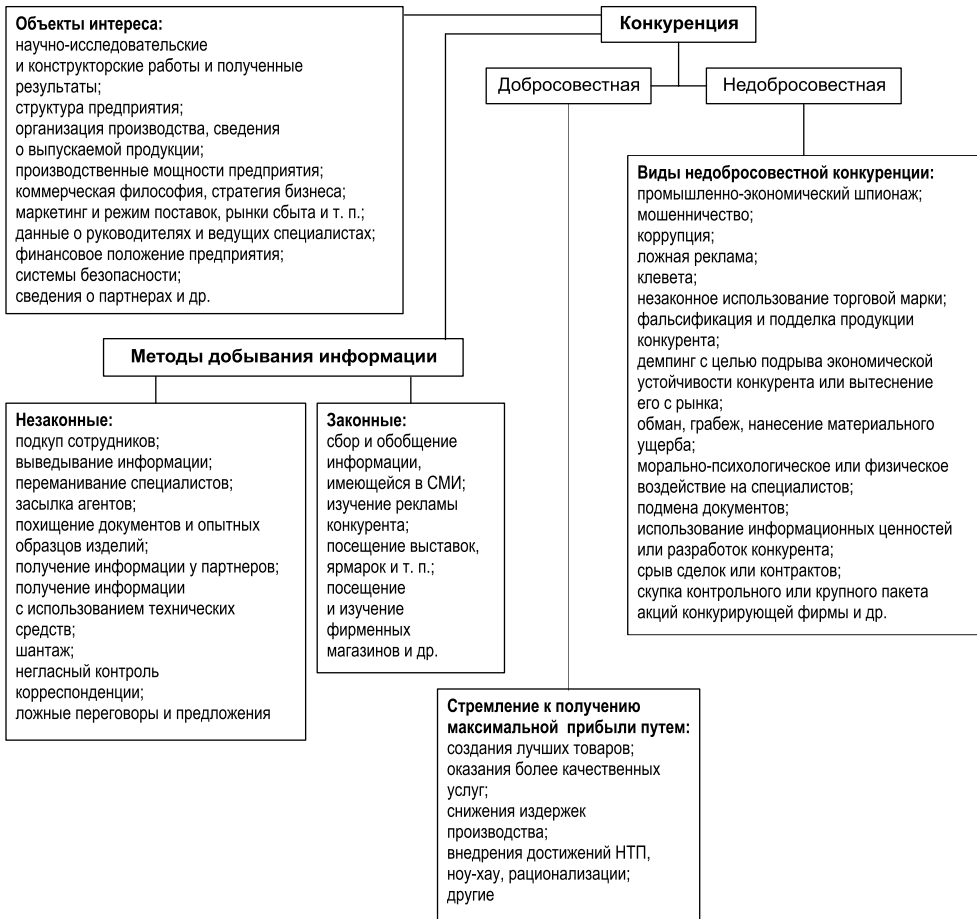 Объекты интереса:
научно-исследовательские
и конструкторские работы и полученные
результаты;
структура предприятия;
организация производства, сведения
о выпускаемой продукции;
производственные мощности предприятия;
коммерческая философия, стратегия бизнеса;
маркетинг и режим поставок, рынки сбыта и т. п.;
данные о руководителях и ведущих специалистах;
финансовое положение предприятия;
системы безопасности;
сведения о партнерах и др.
Конкуренция
Добросовестная
Недобросовестная
Виды недобросовестной конкуренции:
промышленно-экономический шпионаж;
мошенничество;
коррупция;
ложная реклама;
клевета;
незаконное использование торговой марки;
фальсификация и подделка продукции
конкурента;
демпинг с целью подрыва экономической
устойчивости конкурента или вытеснение
его с рынка;
обман, грабеж, нанесение материального
ущерба;
морально-психологическое или физическое
воздействие на специалистов;
подмена документов;
использование информационных ценностей
или разработок конкурента;
срыв сделок или контрактов;
скупка контрольного или крупного пакета
акций конкурирующей фирмы и др.
Методы добывания информации
Незаконные:
подкуп сотрудников;
выведывание информации;
переманивание специалистов;
засылка агентов;
похищение документов и опытных
образцов изделий;
получение информации у партнеров;
получение информации
с использованием технических
средств;
шантаж;
негласный контроль
корреспонденции;
ложные переговоры и предложения
Законные:
сбор и обобщение
информации,
имеющейся в СМИ;
изучение рекламы
конкурента;
посещение выставок,
ярмарок и т. п.;
посещение
и изучение
фирменных
магазинов и др.
Стремление к получению
максимальной прибыли путем:
создания лучших товаров;
оказания более качественных
услуг;
снижения издержек
производства;
внедрения достижений НТП,
ноу-хау, рационализации;
другие